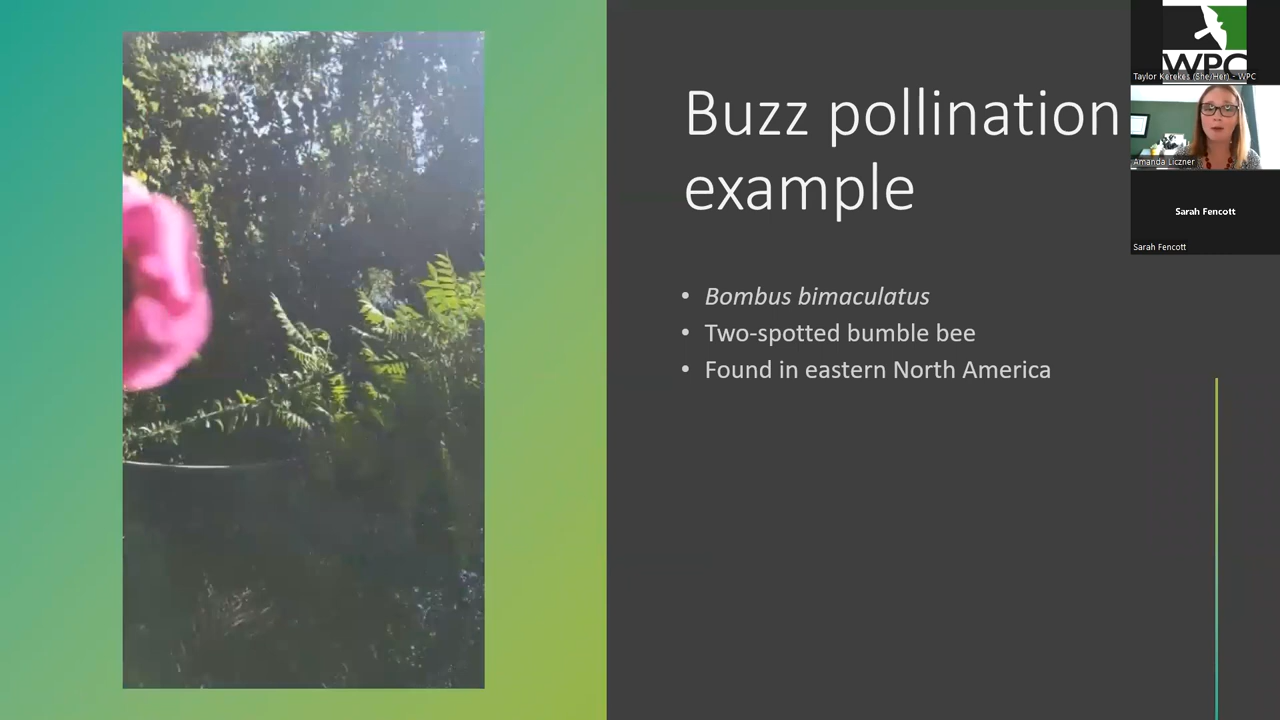 Buzz pollination
example
• Bombus bimaculatus
• Two-spotted bumble bee
• Found in eastern North America
WPC
Taylor Kerekes (She/Her) - WPC
Amanda Liczner
Sarah Fencott
Sarah Fencott